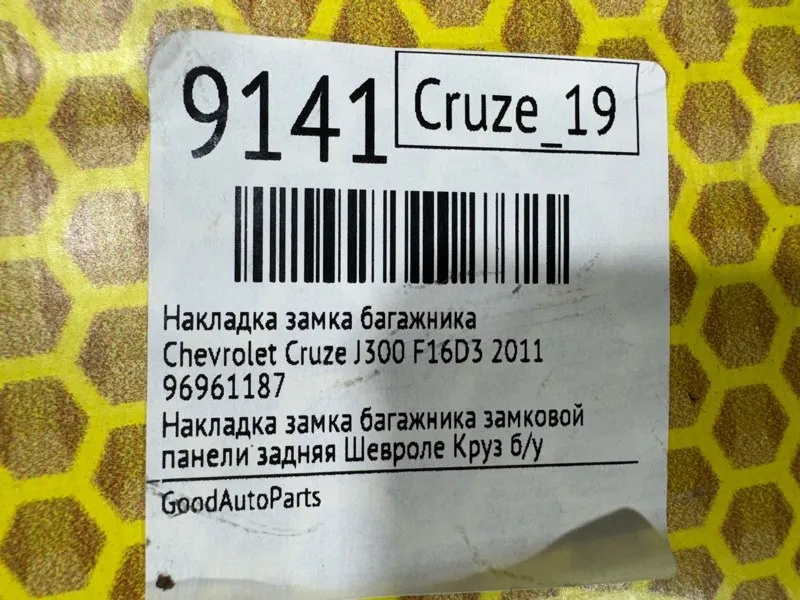 9141
Cruze_19
Накладка замка багажника
Chevrolet Cruze J300 F16D3 2011
96961187
Накладка замка багажника замковой
панели задняя Шевроле Круз б/у
GoodAutoParts